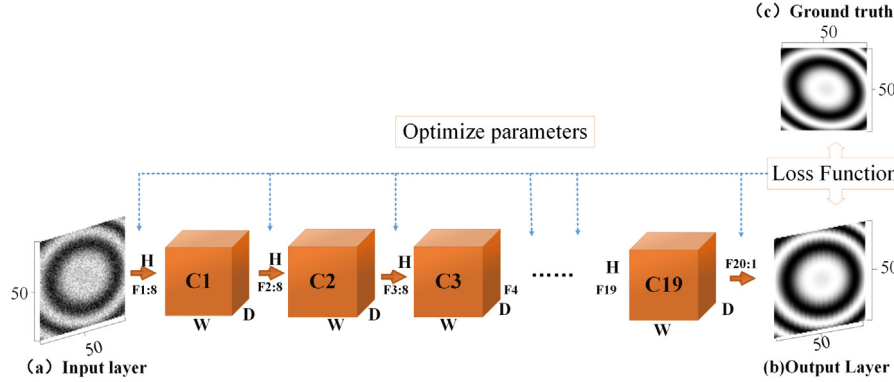 （c） Ground truth
50
50
Optimize parameters
Loss Function
H
C1
F1:8
W
D
H
C2
F2:8
W
D
H
C3
F3:8
W
D
F4
......
H
F19
C19
W
D
F20:1
50
50
50
50
（a） Input layer
(b)Output Layer